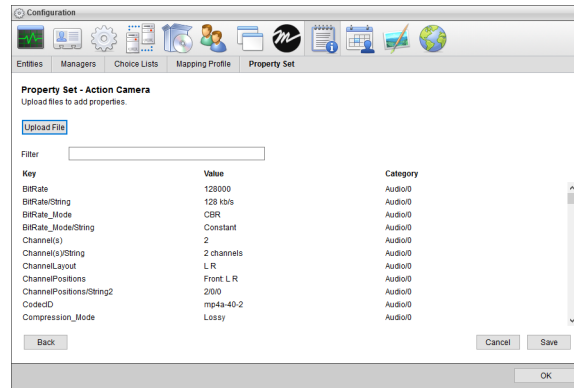 Configuration
Entities Managers Choice Lists Mapping Profile Property Set
Property Set - Action Camera
Upload files to add properties.
Upload File
Filter
Key Value Category
BitRate 128000 Audio/0
BitRate/String 128 kb/s Audio/0
BitRate_Mode CBR Audio/0
BitRate_Mode/String Constant Audio/0
Channel(s) 2 Audio/0
Channel(s)/String 2 channels Audio/0
ChannelLayout L R Audio/0
ChannelPositions Front: L R Audio/0
ChannelPositions/String2 2/0/0 Audio/0
CodecID mp4a-40-2 Audio/0
Compression_Mode Lossy Audio/0
Back Cancel Save
OK